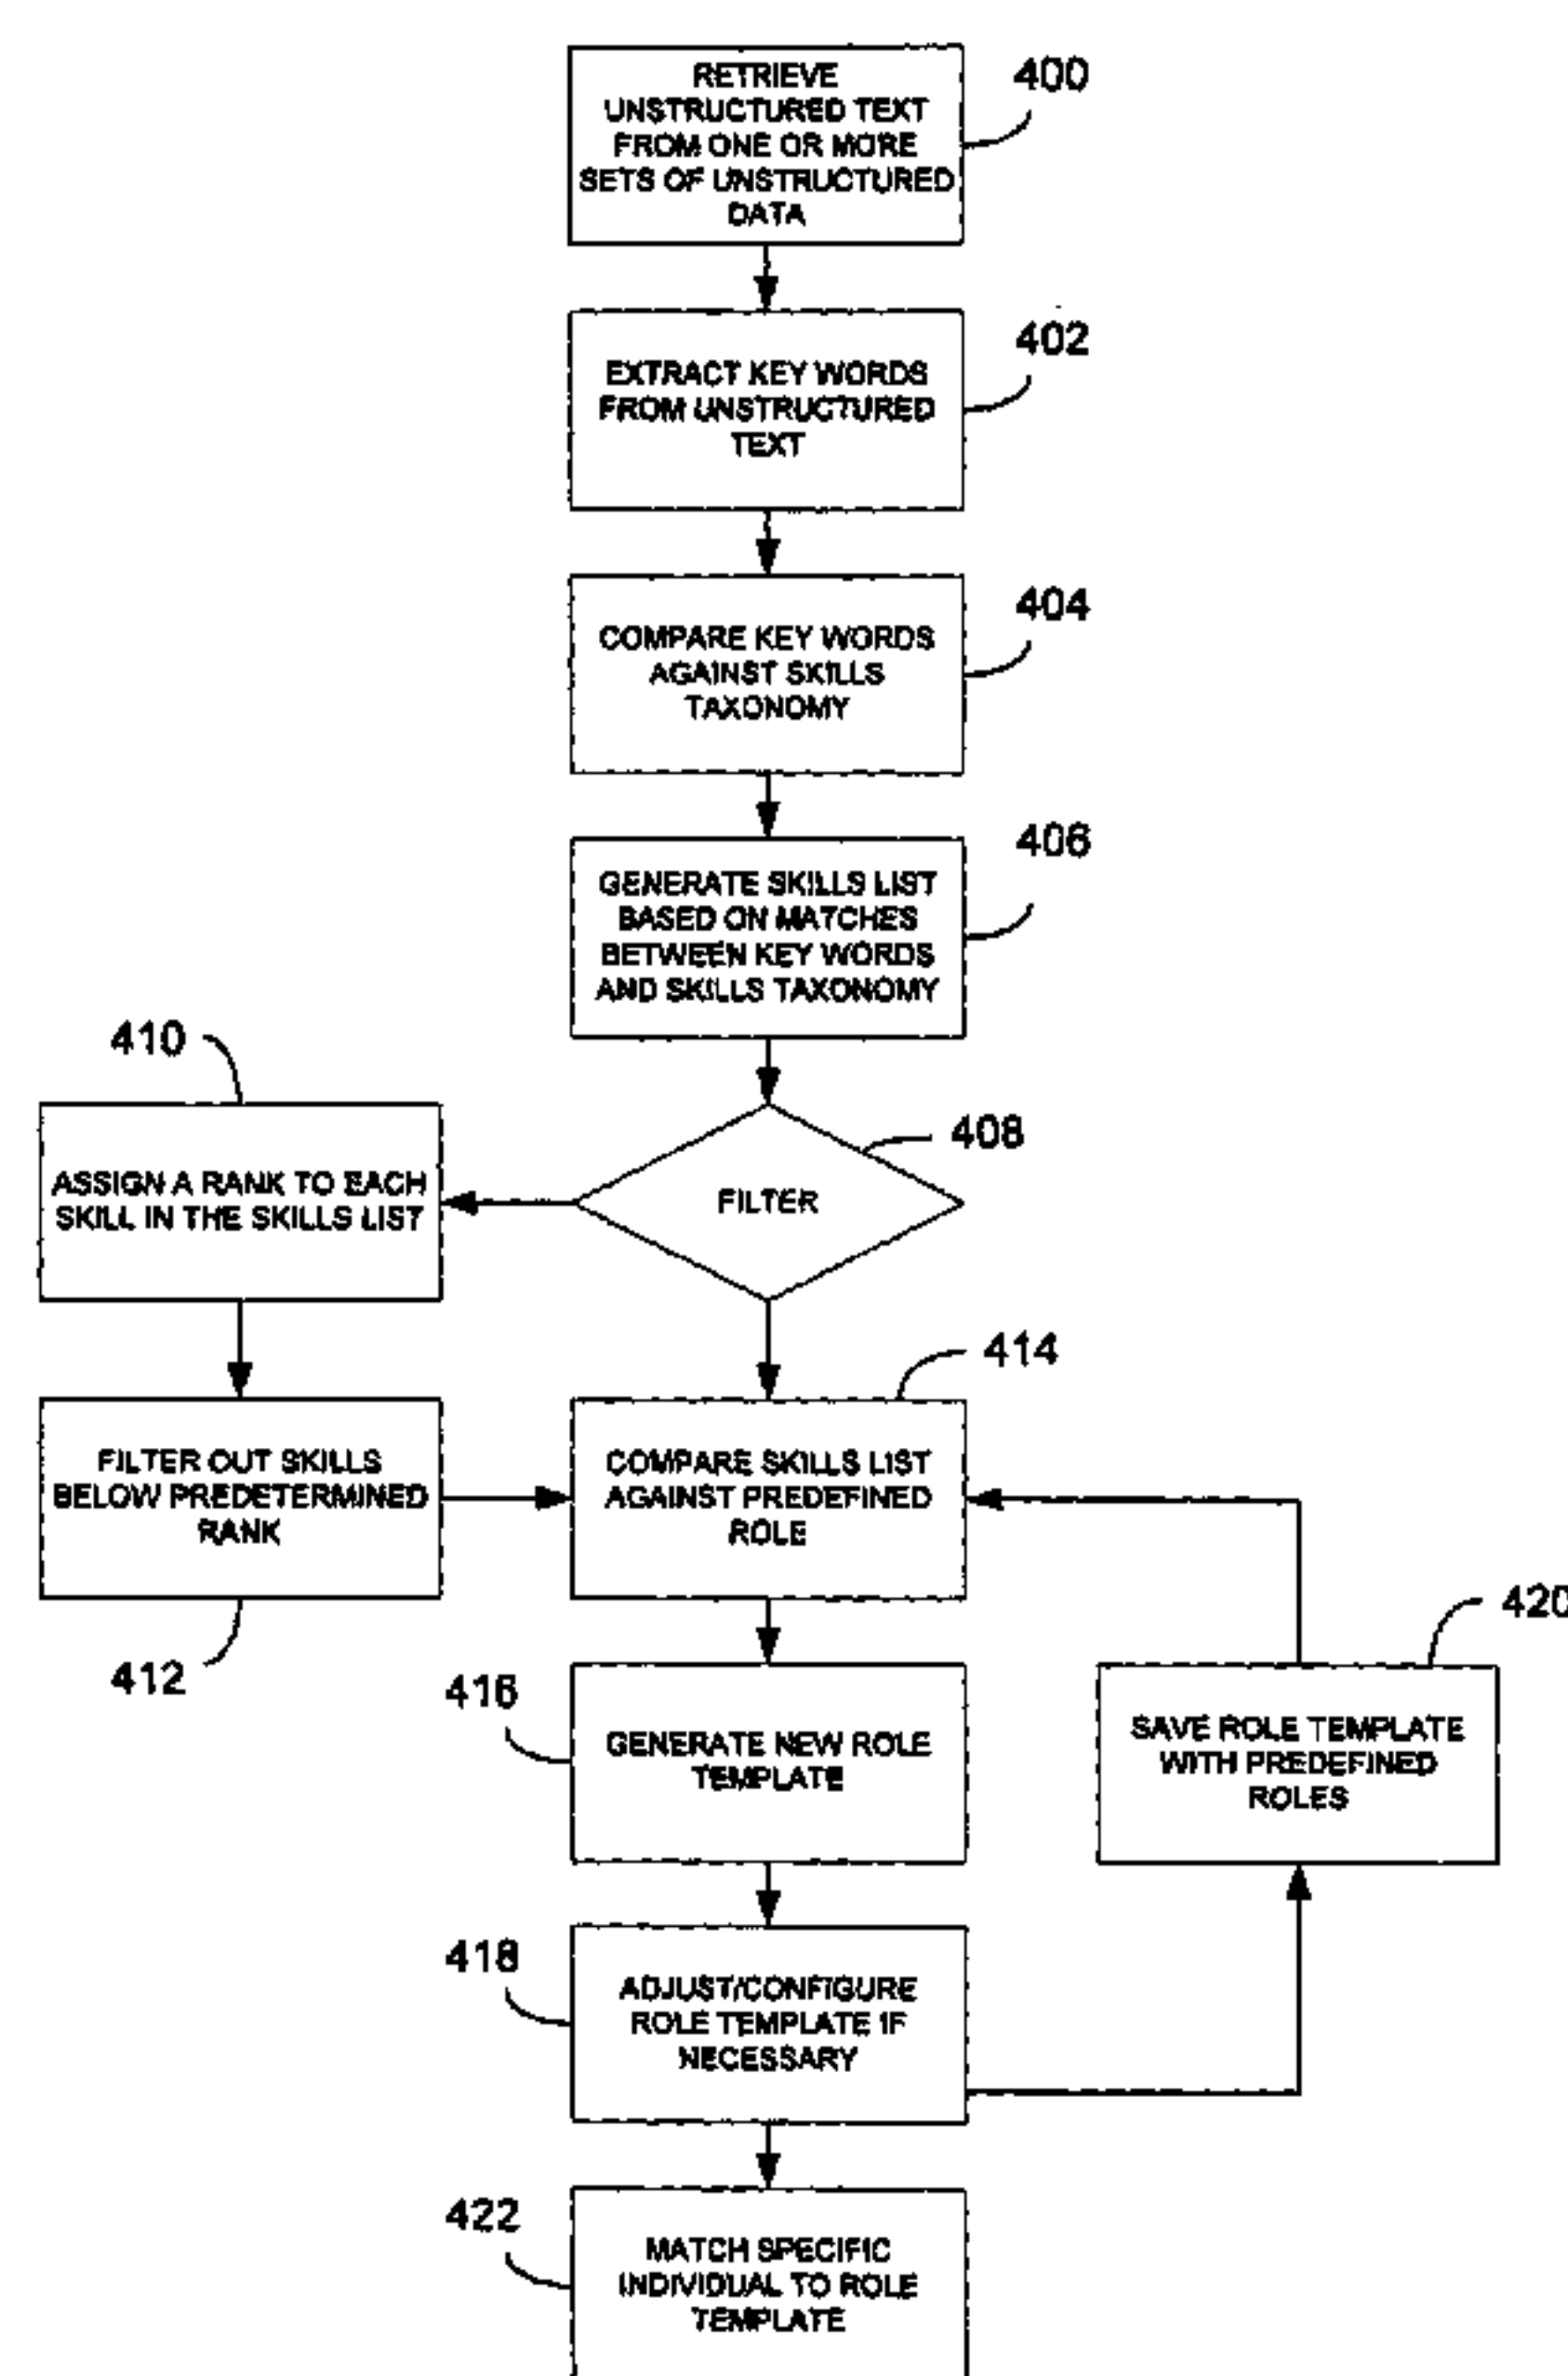 RETRIEVE
UNSTRUCTURED TEXT
FROM ONE OR MORE
SETS OF UNSTRUCTURED
DATA
400
EXTRACT KEY WORDS
FROM UNSTRUCTURED
TEXT
402
COMPARE KEY WORDS
AGAINST SKILLS
TAXONOMY
404
GENERATE SKILLS LIST
BASED ON MATCHES
BETWEEN KEY WORDS
AND SKILLS TAXONOMY
406
FILTER
408
410
ASSIGN A RANK TO EACH
SKILL IN THE SKILLS LIST
FILTER OUT SKILLS
BELOW PREDETERMINED
RANK
412
COMPARE SKILLS LIST
AGAINST PREDEFINED
ROLE
414
416
GENERATE NEW ROLE
TEMPLATE
420
SAVE ROLE TEMPLATE
WITH PREDEFINED
ROLES
418
ADJUST/CONFIGURE
ROLE TEMPLATE IF
NECESSARY
422
MATCH SPECIFIC
INDIVIDUAL TO ROLE
TEMPLATE